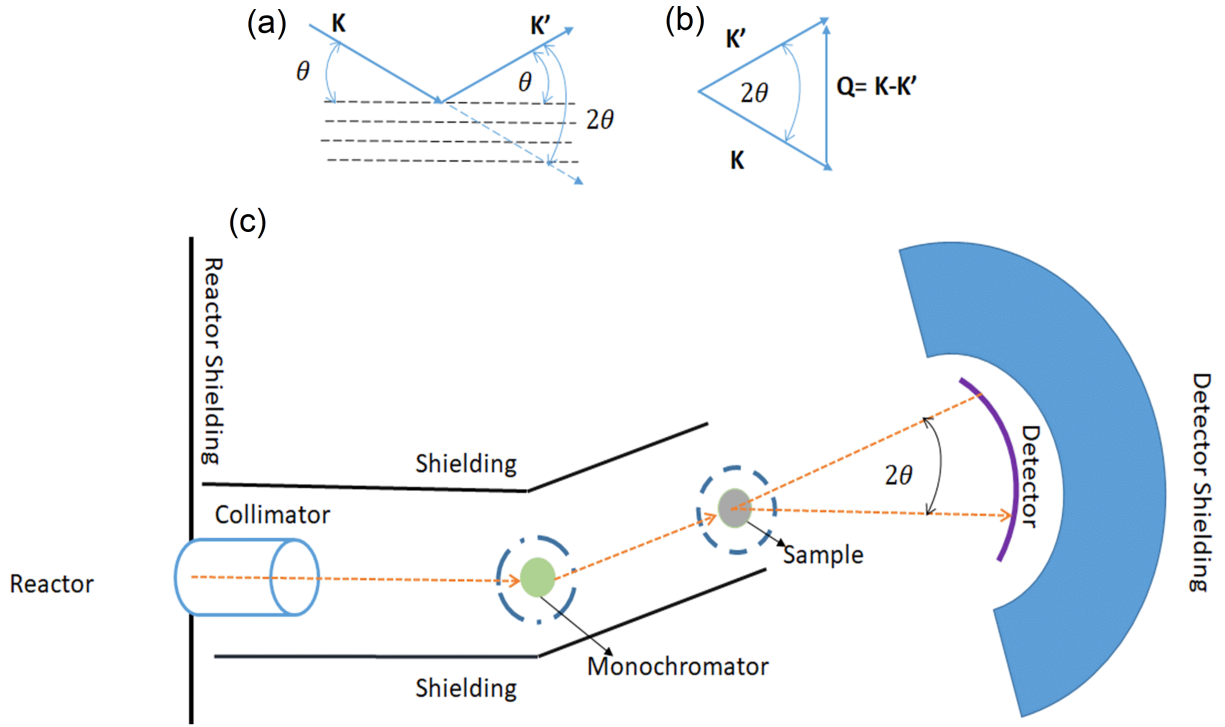 (a)
K
K’
θ
θ
2θ
(b)
K’
2θ
Q= K-K’
K
(c)
Reactor Shielding
Shielding
Collimator
Reactor
Monochromator
Shielding
Sample
2θ
Detector
Detector Shielding